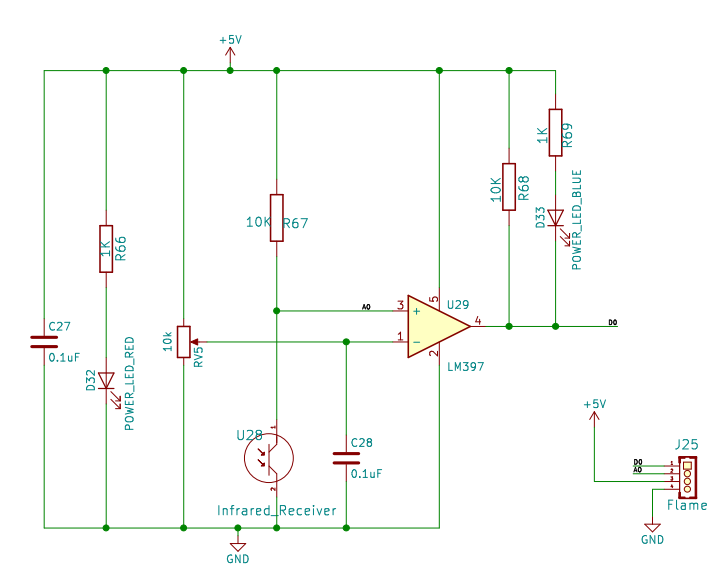 +5V
1K
R69
10K
R68
POWER_LED_BLUE
D33
10K
R67
1K
R66
A0
3
+
5
U29
4
D0
1
−
2
LM397
C27
0.1uF
10k
RV5
D32
POWER_LED_RED
+5V
U28
1
2
C28
0.1uF
J25
D0
1
A0
2
3
4
Infrared_Receiver
Flame
GND
GND